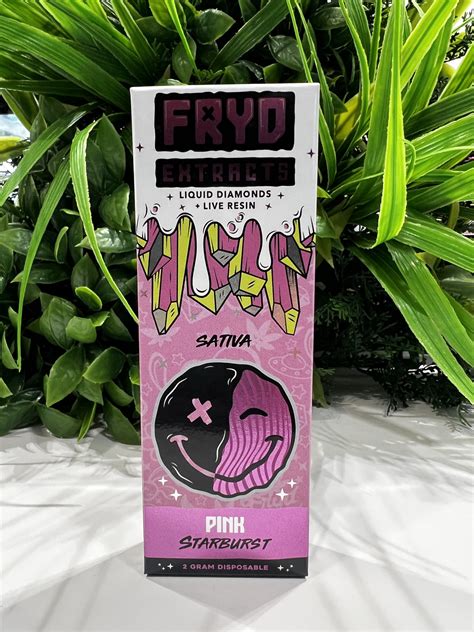 FRYD
EXTRACTS
LIQUID DIAMONDS
+ LIVE RESIN
SATIVA
PINK
STARBURST
2 GRAM DISPOSABLE